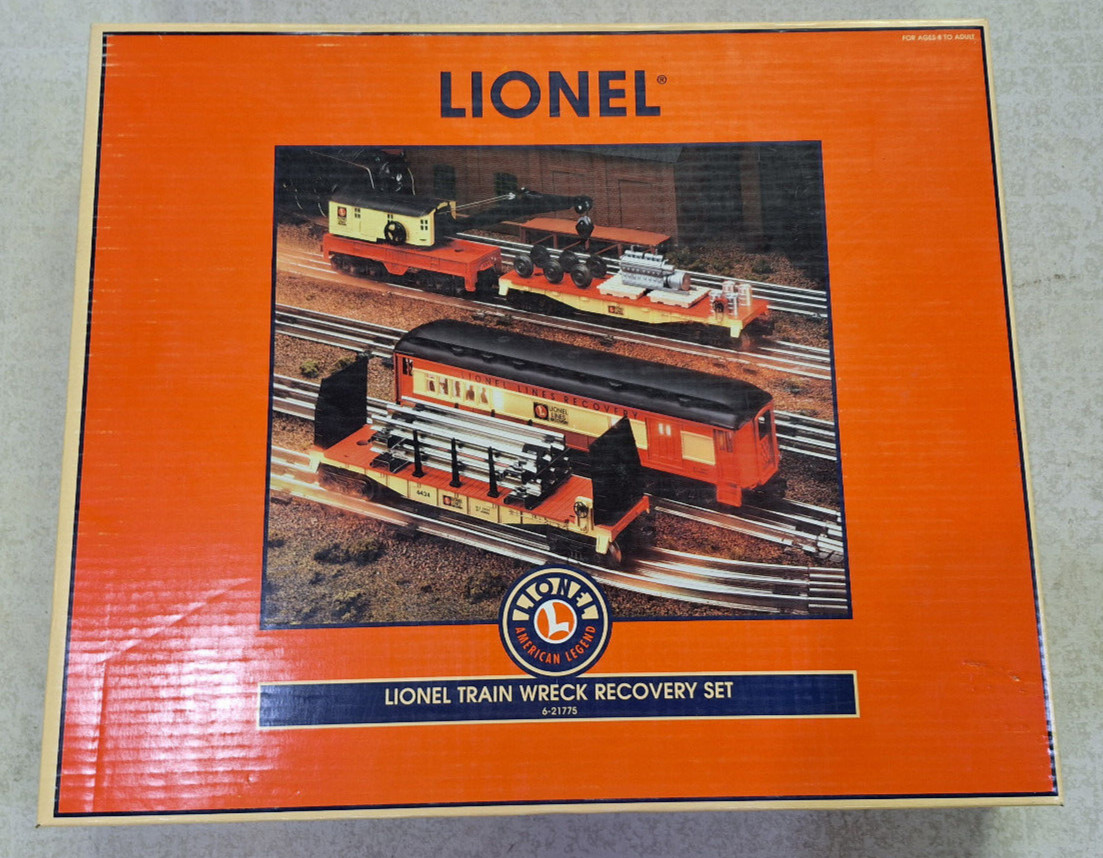 FOR AGES 8 TO ADULT
LIONEL®
LIONEL LINES RECOVERY
L
LIONEL
LINES
6424
LIONEL
L
AMERICAN LEGEND
LIONEL TRAIN WRECK RECOVERY SET
6-21775